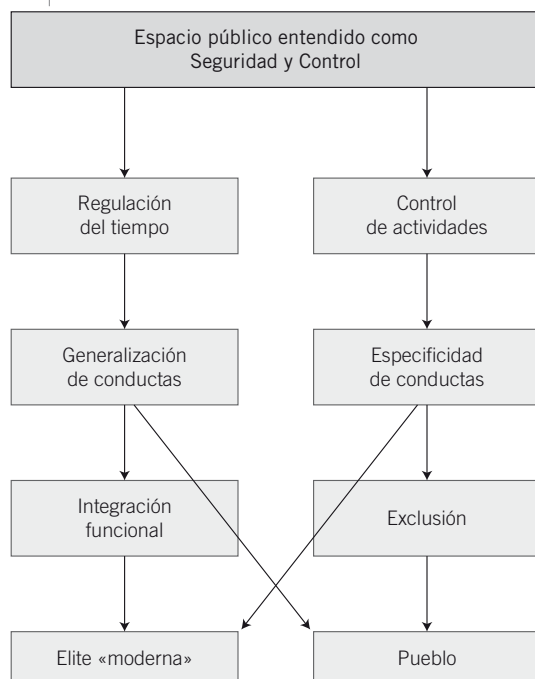 Espacio público entendido como
Seguridad y Control
Regulación
del tiempo
Control
de actividades
Generalización
de conductas
Especificidad
de conductas
Integración
funcional
Exclusión
Elite «moderna»
Pueblo